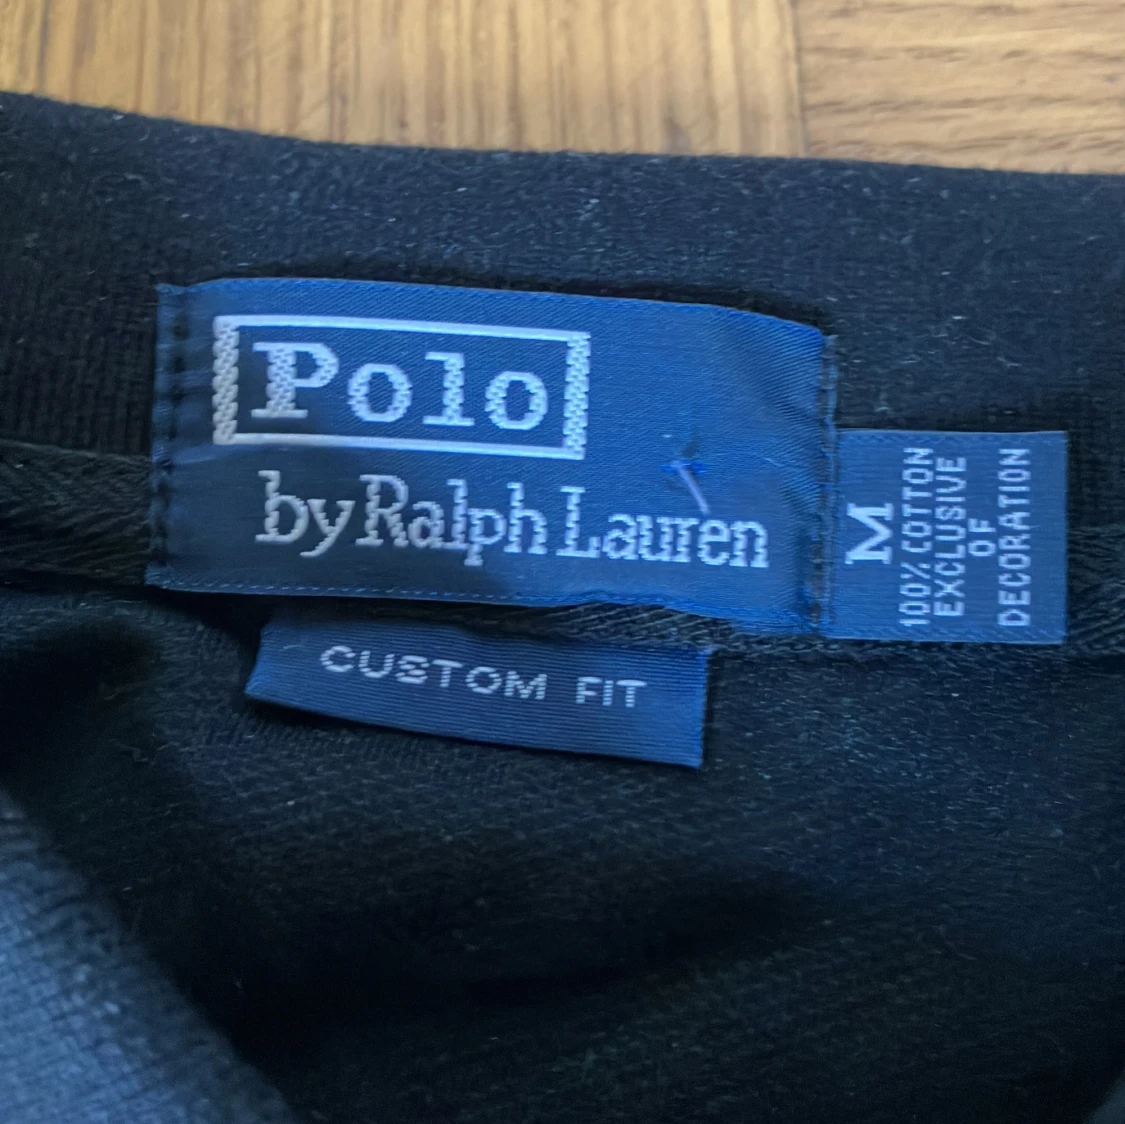 Polo
by Ralph Lauren
CUSTOM FIT
M
100% COTTON
EXCLUSIVE
OF
DECORATION